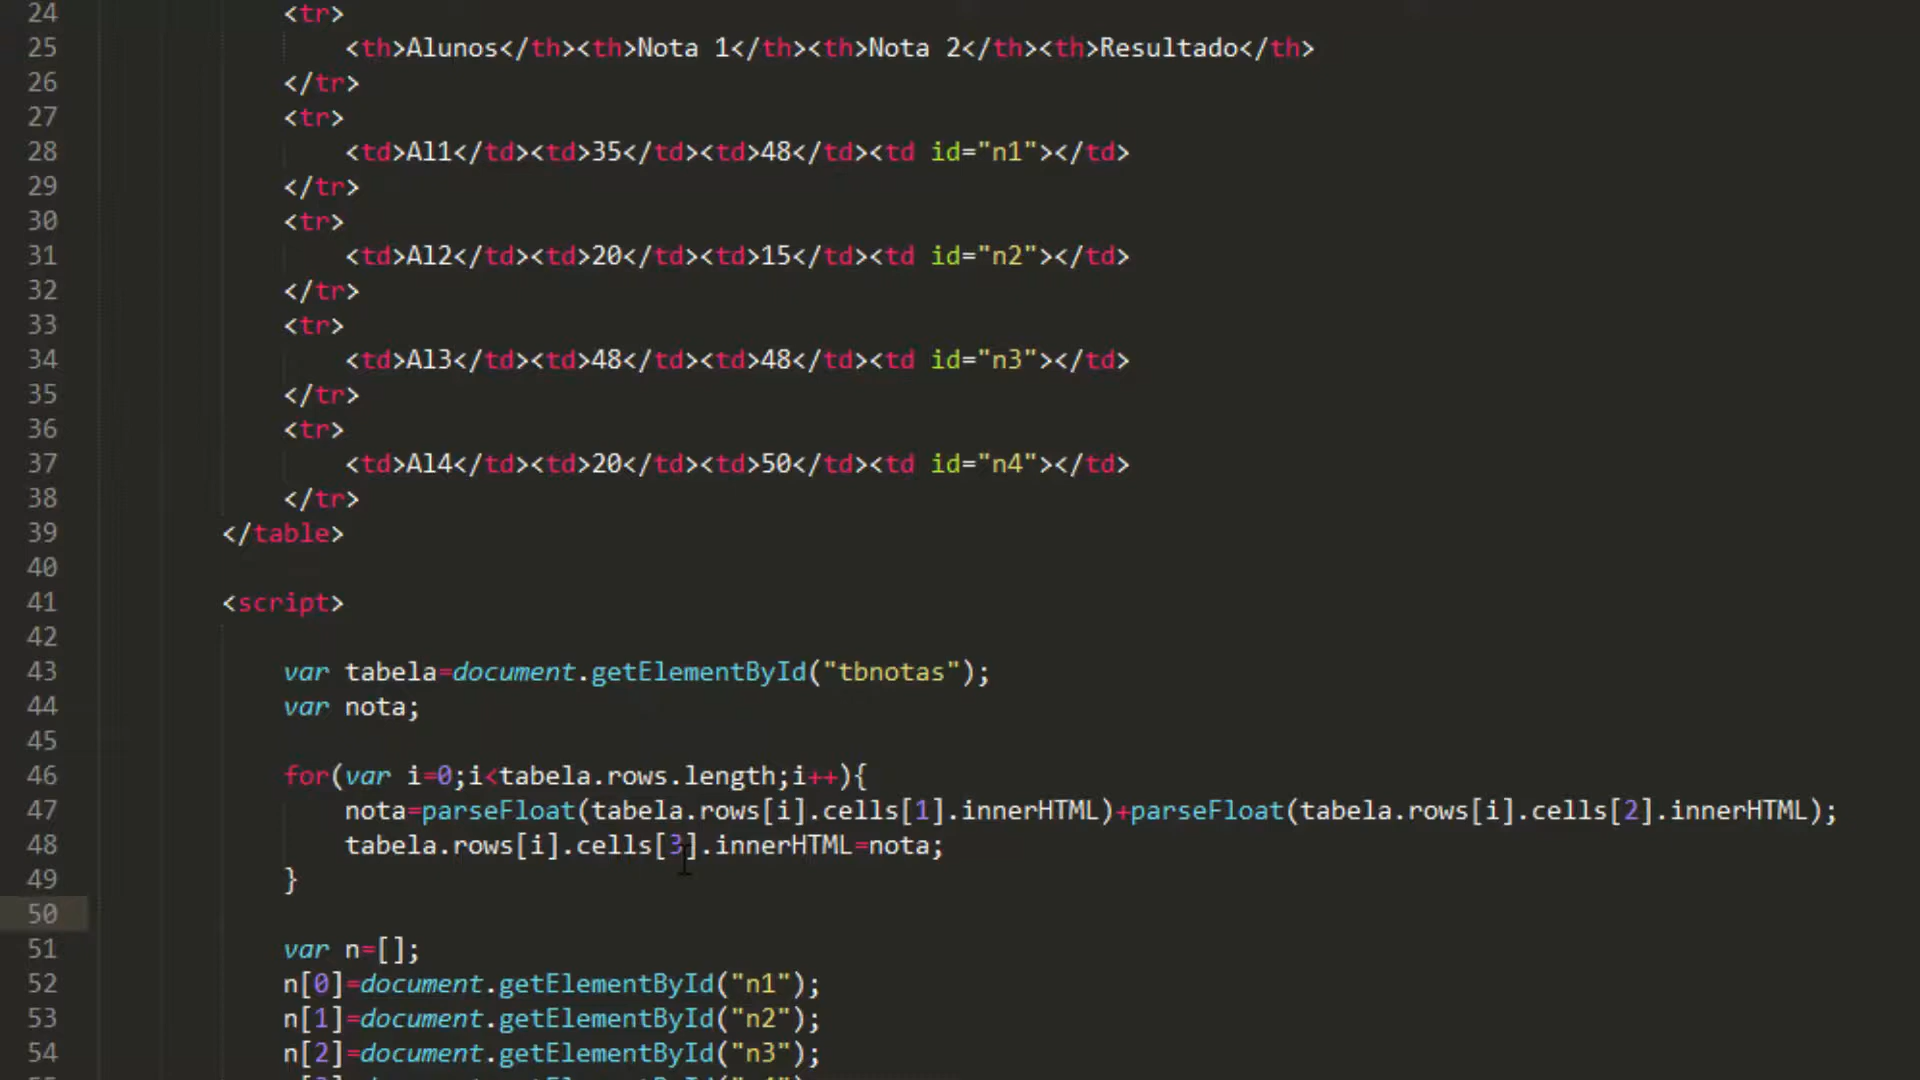 24 <tr>
25 <th>Alunos</th><th>Nota 1</th><th>Nota 2</th><th>Resultado</th>
26 </tr>
27 <tr>
28 <td>Al1</td><td>35</td><td>48</td><td id="n1"></td>
29 </tr>
30 <tr>
31 <td>Al2</td><td>20</td><td>15</td><td id="n2"></td>
32 </tr>
33 <tr>
34 <td>Al3</td><td>48</td><td>48</td><td id="n3"></td>
35 </tr>
36 <tr>
37 <td>Al4</td><td>20</td><td>50</td><td id="n4"></td>
38 </tr>
39 </table>
40
41 <script>
42
43 var tabela=document.getElementById("tbnotas");
44 var nota;
45
46 for(var i=0;i<tabela.rows.length;i++){
47 nota=parseFloat(tabela.rows[i].cells[1].innerHTML)+parseFloat(tabela.rows[i].cells[2].innerHTML);
48 tabela.rows[i].cells[3].innerHTML=nota;
49 }
50
51 var n=[];
52 n[0]=document.getElementById("n1");
53 n[1]=document.getElementById("n2");
54 n[2]=document.getElementById("n3");